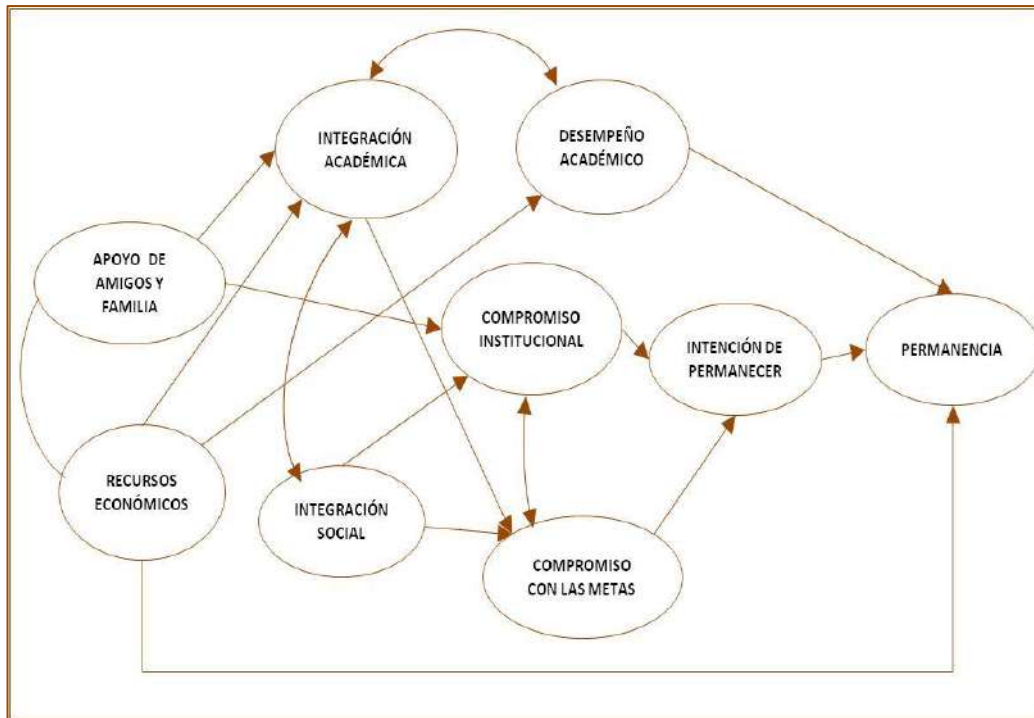 INTEGRACIÓN
ACADÉMICA
DESEMPEÑO
ACADÉMICO
APOYO DE
AMIGOS Y
FAMILIA
COMPROMISO
INSTITUCIONAL
INTENCIÓN DE
PERMANECER
PERMANENCIA
RECURSOS
ECONÓMICOS
INTEGRACIÓN
SOCIAL
COMPROMISO
CON LAS METAS